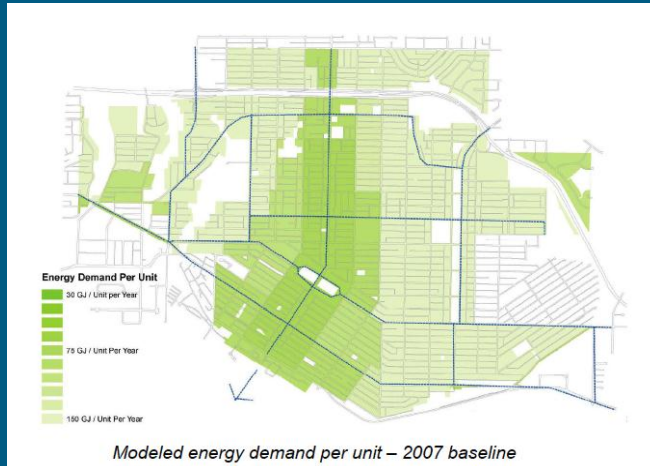 Energy Demand Per Unit
30 GJ / Unit per Year
75 GJ / Unit Per Year
150 GJ / Unit Per Year
Modeled energy demand per unit – 2007 baseline